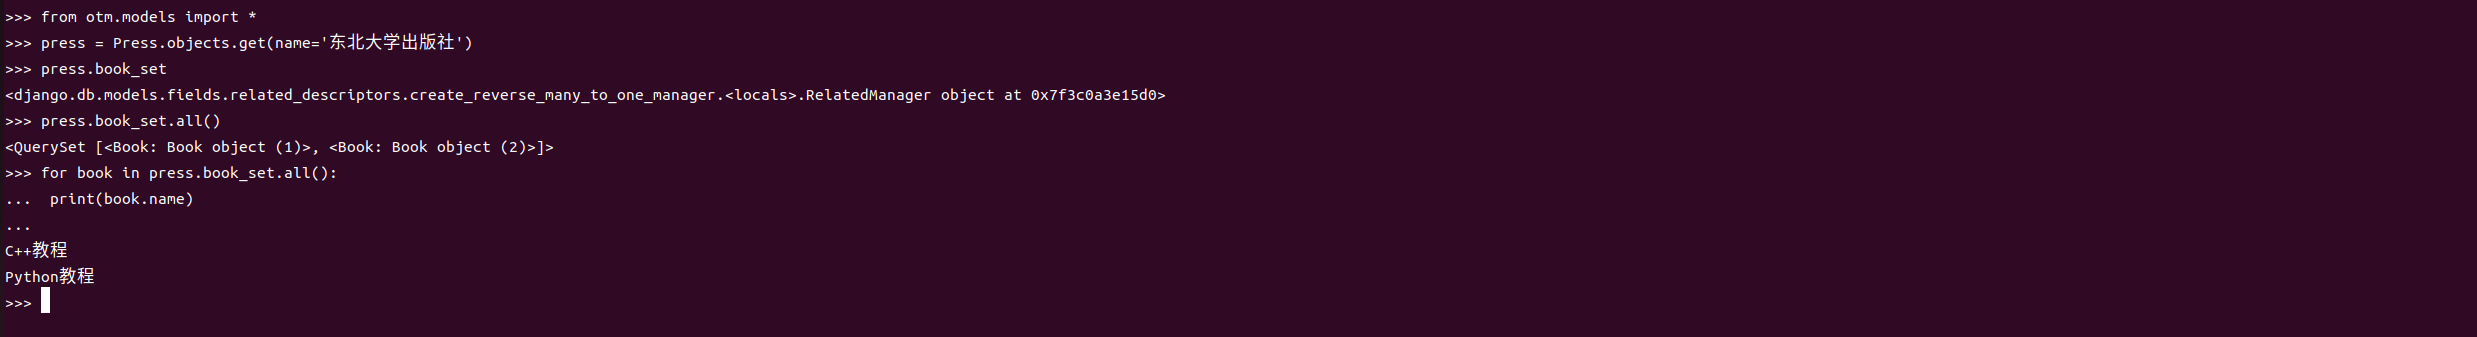 >>> from otm.models import *
>>> press = Press.objects.get(name='东北大学出版社')
>>> press.book_set
<django.db.models.fields.related_descriptors.create_reverse_many_to_one_manager.<locals>.RelatedManager object at 0x7f3c0a3e15d0>
>>> press.book_set.all()
<QuerySet [<Book: Book object (1)>, <Book: Book object (2)>]>
>>> for book in press.book_set.all():
...  print(book.name)
...
C++教程
Python教程
>>>